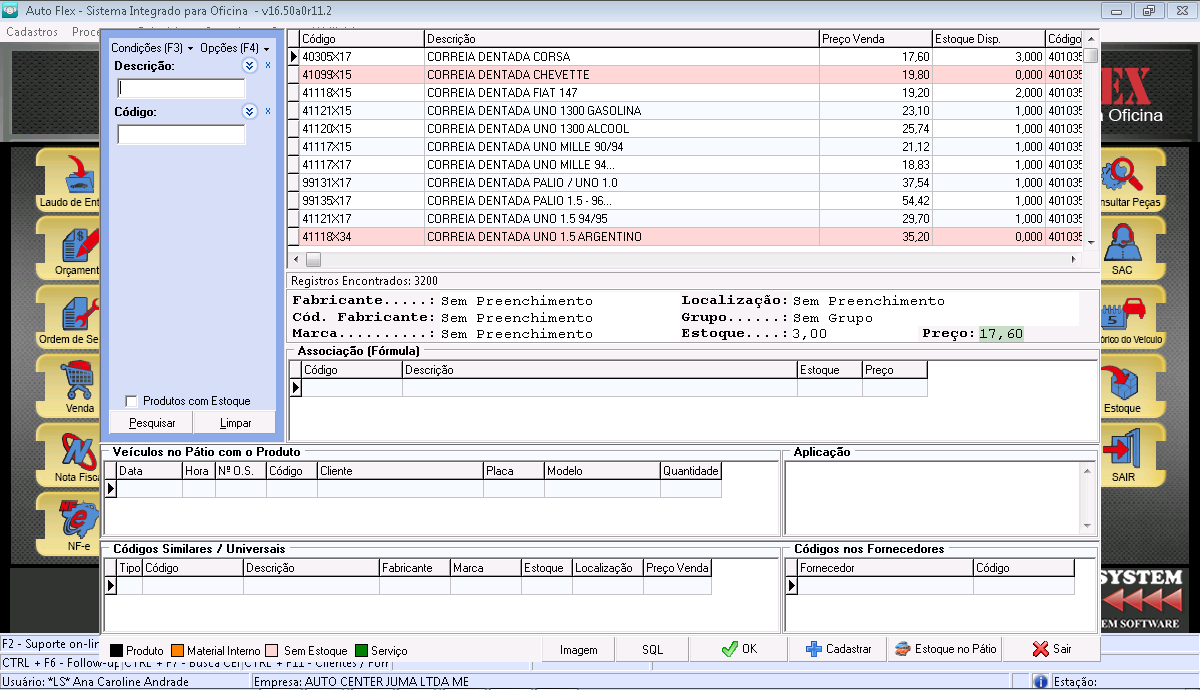 Auto Flex - Sistema Integrado para Oficina - v16.50a0r11.2
Cadastros
Condições (F3) Opções (F4)
Descrição:
Código:
Produtos com Estoque
Pesquisar Limpar
Código Descrição Preço Venda Estoque Disp. Código
40305X17 CORREIA DENTADA CORSA 17,60 3,000 401035
41099X15 CORREIA DENTADA CHEVETTE 19,80 0,000 401035
41118X15 CORREIA DENTADA FIAT 147 19,20 2,000 401035
41121X15 CORREIA DENTADA UNO 1300 GASOLINA 23,10 1,000 401035
41120X15 CORREIA DENTADA UNO 1300 ALCOOL 25,74 1,000 401035
41117X15 CORREIA DENTADA UNO MILLE 90/94 21,12 1,000 401035
41117X17 CORREIA DENTADA UNO MILLE 94... 18,83 1,000 401035
99131X17 CORREIA DENTADA PALIO / UNO 1.0 37,54 1,000 401035
99135X17 CORREIA DENTADA PALIO 1.5 - 96... 54,42 1,000 401035
41121X17 CORREIA DENTADA UNO 1.5 94/95 29,70 1,000 401035
41118X34 CORREIA DENTADA UNO 1.5 ARGENTINO 35,20 0,000 401035
Registros Encontrados: 3200
Fabricante.....: Sem Preenchimento Localização: Sem Preenchimento
Cód. Fabricante: Sem Preenchimento Grupo......: Sem Grupo
Marca..........: Sem Preenchimento Estoque....: 3,00 Preço: 17,60
Associação (Fórmula)
Código Descrição Estoque Preço
Veículos no Pátio com o Produto
Data Hora Nº O.S. Código Cliente Placa Modelo Quantidade
Aplicação
Códigos Similares / Universais
Tipo Código Descrição Fabricante Marca Estoque Localização Preço Venda
Códigos nos Fornecedores
Fornecedor Código
Produto Material Interno Sem Estoque Serviço
Imagem SQL OK Cadastrar Estoque no Pátio Sair
Laudo de Ent
Orçament
Ordem de Se
Venda
Nota Fisca
NF-e
EX
a Oficina
nsultar Peças
SAC
5
órico do Veículo
Estoque
SAIR
SYSTEM
EM SOFTWARE
F2 - Suporte on-lin
CTRL + F6 - Follow-up CTRL + F7 - Busca CEI CTRL + F11 - Clientes / Forr
Usuário: *LS* Ana Caroline Andrade Empresa: AUTO CENTER JUMA LTDA ME Estação: